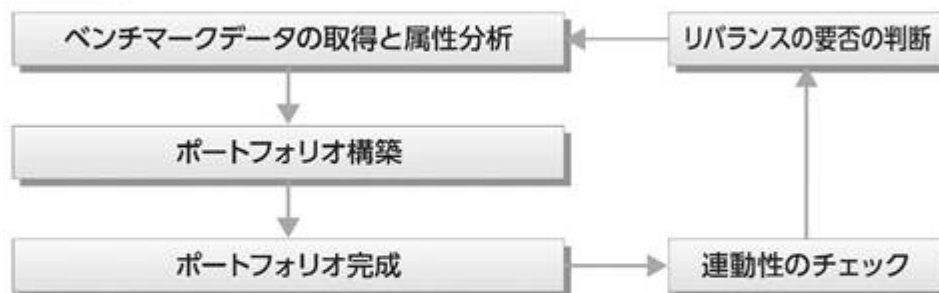 ベンチマークデータの取得と属性分析
リバランスの要否の判断
ポートフォリオ構築
ポートフォリオ完成
連動性のチェック